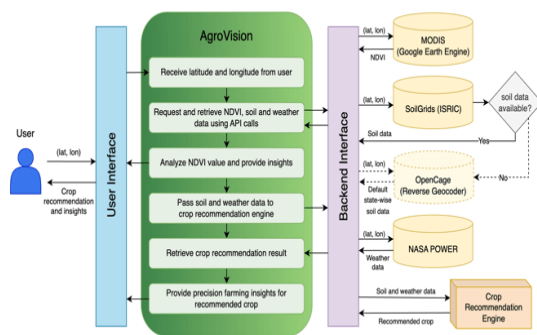 AgroVision
Receive latitude and longitude from user
Request and retrieve NDVI, soil and weather
data using API calls
Analyze NDVI value and provide insights
Pass soil and weather data to
crop recommendation engine
Retrieve crop recommendation result
Provide precision farming insights for
recommended crop
User
(lat, lon)
Crop
recommendation
and insights
User Interface
Backend Interface
(lat, lon)
NDVI
MODIS
(Google Earth Engine)
(lat, lon)
SoilGrids (ISRIC)
soil data
available?
Soil data
Yes
No
(lat, lon)
OpenCage
(Reverse Geocoder)
Default
state-wise
soil data
(lat, lon)
NASA POWER
Weather
data
Soil and weather data
Recommended crop
Crop
Recommendation
Engine